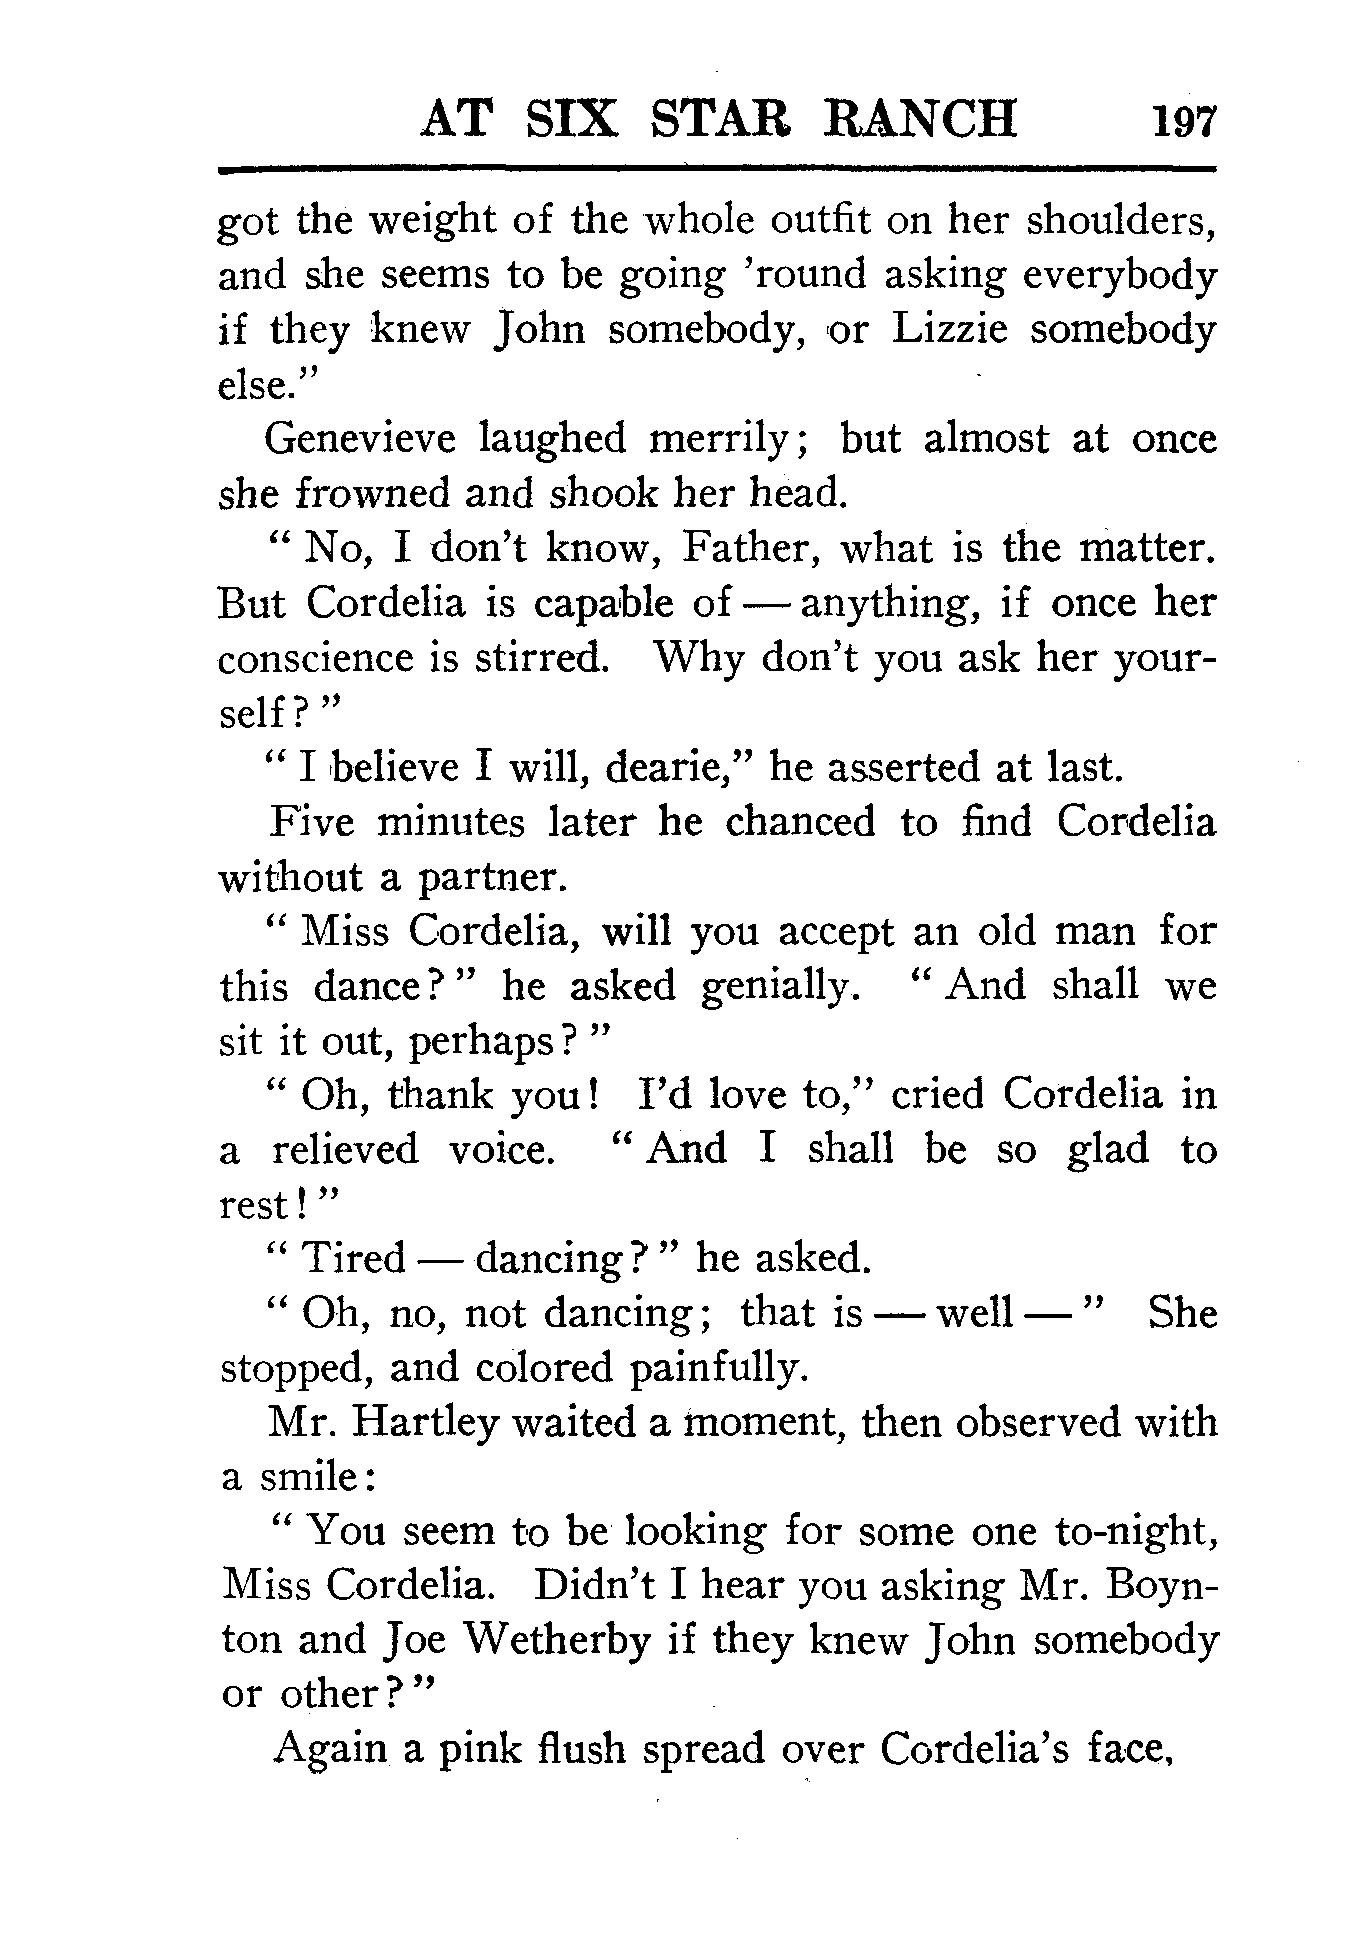 AT SIX STAR RANCH 197
got the weight of the whole outfit on her shoulders,
and she seems to be going ’round asking everybody
if they knew John somebody, or Lizzie somebody
else.”
Genevieve laughed merrily; but almost at once
she frowned and shook her head.
“ No, I don’t know, Father, what is the matter.
But Cordelia is capable of — anything, if once her
conscience is stirred. Why don’t you ask her your-
self? ”
“ I believe I will, dearie,” he asserted at last.
Five minutes later he chanced to find Cordelia
without a partner.
“ Miss Cordelia, will you accept an old man for
this dance? ” he asked genially. “ And shall we
sit it out, perhaps? ”
“ Oh, thank you! I’d love to,” cried Cordelia in
a relieved voice. “ And I shall be so glad to
rest! ”
“ Tired — dancing? ” he asked.
“ Oh, no, not dancing; that is — well — ” She
stopped, and colored painfully.
Mr. Hartley waited a moment, then observed with
a smile:
“ You seem to be looking for some one to-night,
Miss Cordelia. Didn’t I hear you asking Mr. Boyn-
ton and Joe Wetherby if they knew John somebody
or other? ”
Again a pink flush spread over Cordelia’s face,